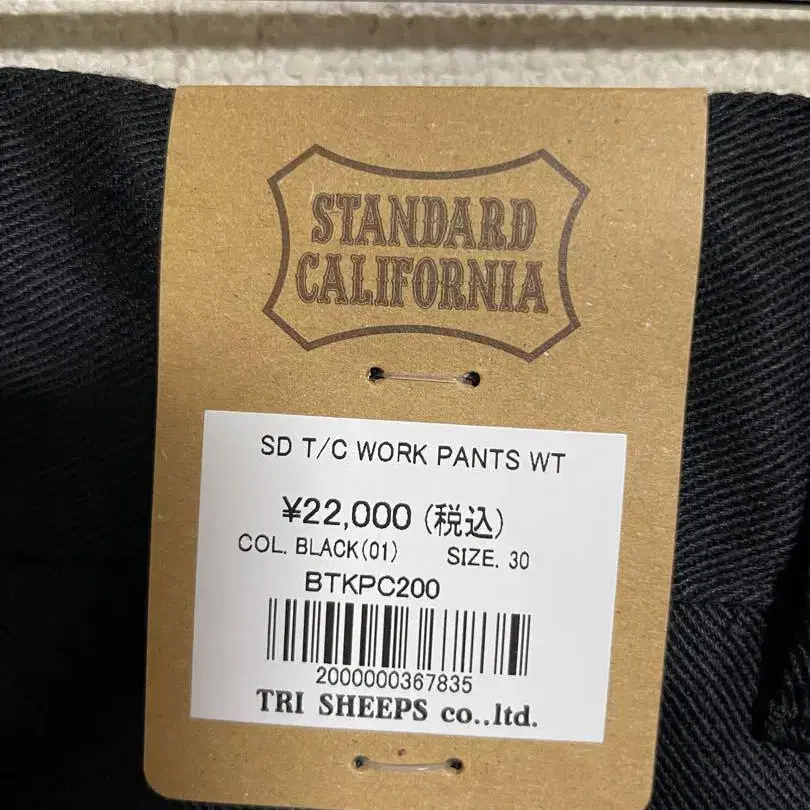 STANDARD
CALIFORNIA
SD T/C WORK PANTS WT
¥22,000 (税込)
COL. BLACK(01) SIZE. 30
BTKPC200
2000000367835
TRI SHEEPS co.,ltd.